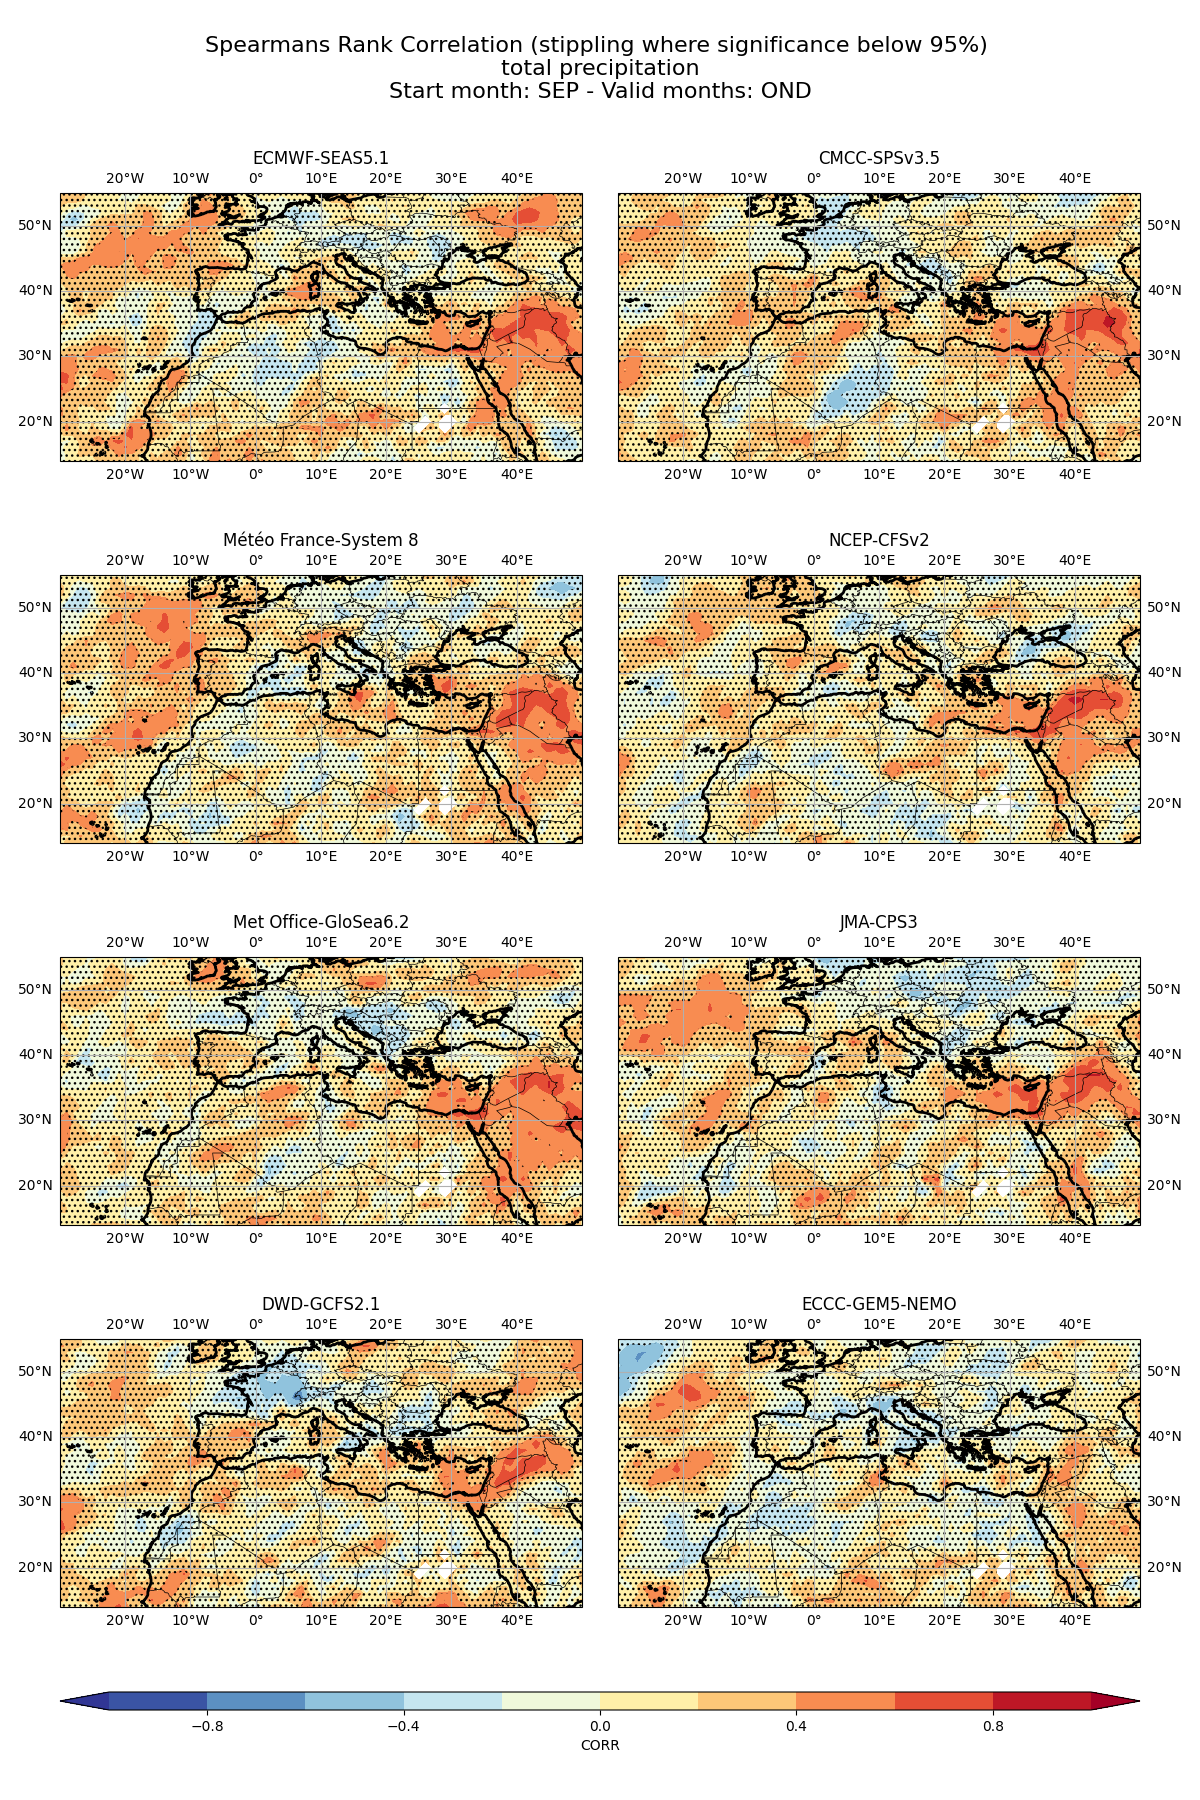 Spearmans Rank Correlation (stippling where significance below 95%)
total precipitation
Start month: SEP - Valid months: OND
ECMWF-SEAS5.1
20°W 10°W 0° 10°E 20°E 30°E 40°E
50°N
40°N
30°N
20°N
20°W 10°W 0° 10°E 20°E 30°E 40°E
CMCC-SPSv3.5
20°W 10°W 0° 10°E 20°E 30°E 40°E
50°N
40°N
30°N
20°N
20°W 10°W 0° 10°E 20°E 30°E 40°E
Météo France-System 8
20°W 10°W 0° 10°E 20°E 30°E 40°E
50°N
40°N
30°N
20°N
20°W 10°W 0° 10°E 20°E 30°E 40°E
NCEP-CFSv2
20°W 10°W 0° 10°E 20°E 30°E 40°E
50°N
40°N
30°N
20°N
20°W 10°W 0° 10°E 20°E 30°E 40°E
Met Office-GloSea6.2
20°W 10°W 0° 10°E 20°E 30°E 40°E
50°N
40°N
30°N
20°N
20°W 10°W 0° 10°E 20°E 30°E 40°E
JMA-CPS3
20°W 10°W 0° 10°E 20°E 30°E 40°E
50°N
40°N
30°N
20°N
20°W 10°W 0° 10°E 20°E 30°E 40°E
DWD-GCFS2.1
20°W 10°W 0° 10°E 20°E 30°E 40°E
50°N
40°N
30°N
20°N
20°W 10°W 0° 10°E 20°E 30°E 40°E
ECCC-GEM5-NEMO
20°W 10°W 0° 10°E 20°E 30°E 40°E
50°N
40°N
30°N
20°N
20°W 10°W 0° 10°E 20°E 30°E 40°E
−0.8 −0.4 0.0 0.4 0.8
CORR